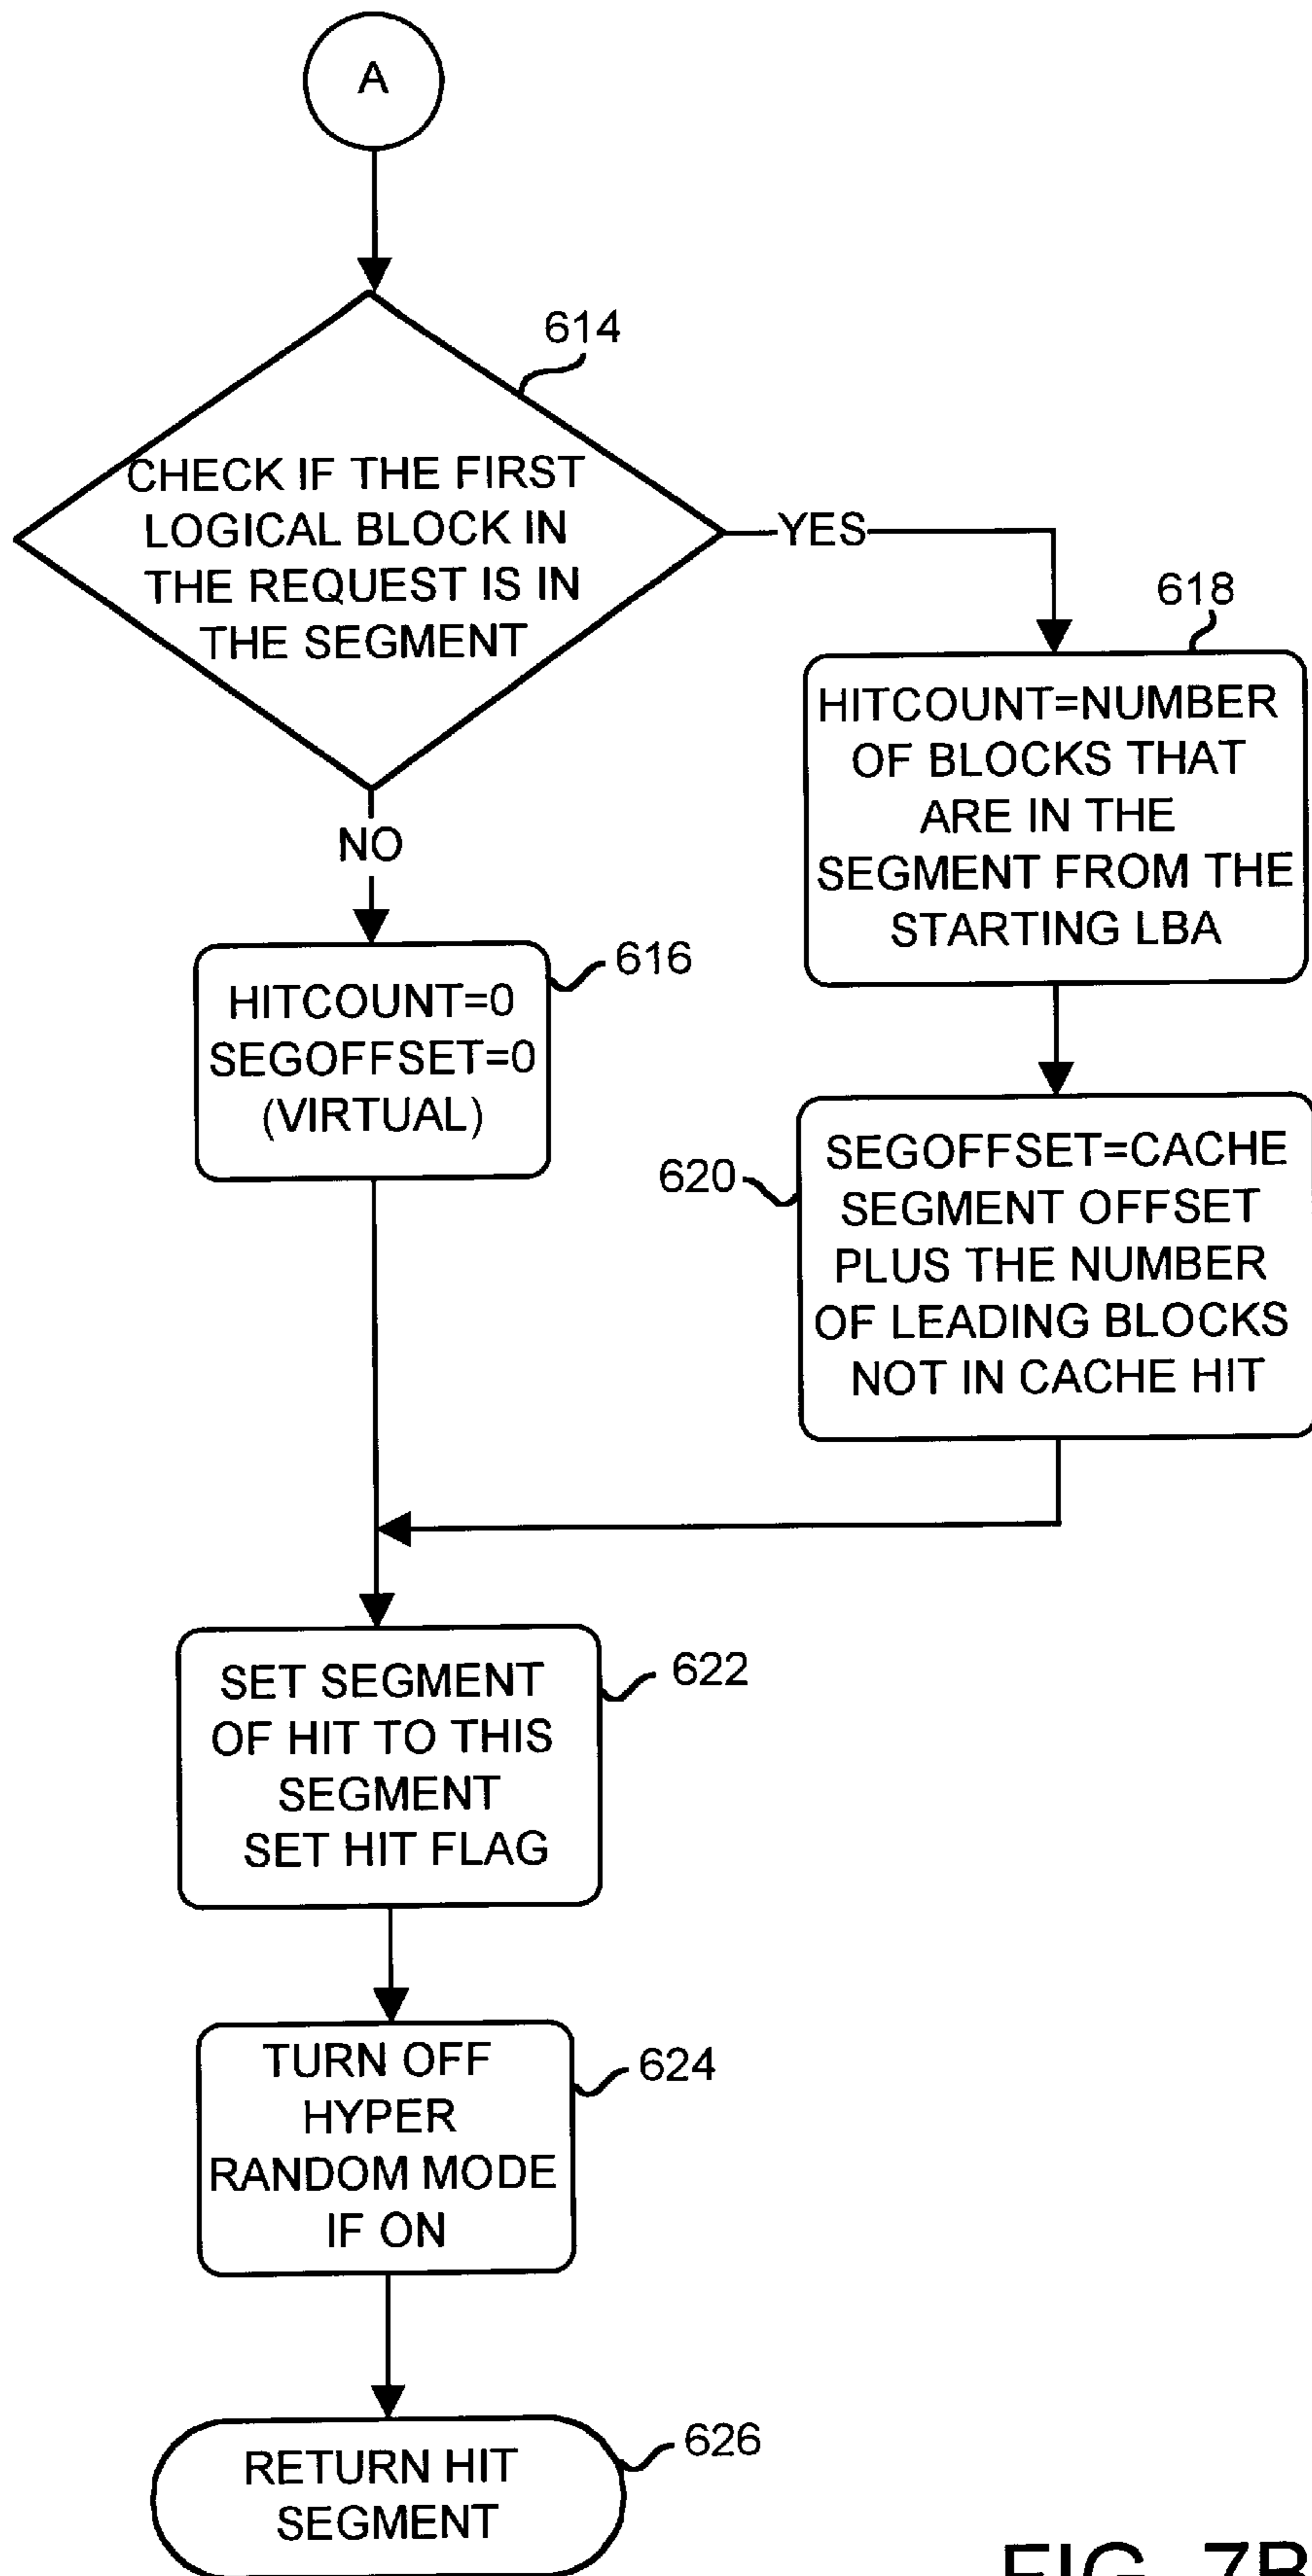 A
614
CHECK IF THE FIRST
LOGICAL BLOCK IN
THE REQUEST IS IN
THE SEGMENT
YES
NO
618
HITCOUNT=NUMBER
OF BLOCKS THAT
ARE IN THE
SEGMENT FROM THE
STARTING LBA
616
HITCOUNT=0
SEGOFFSET=0
(VIRTUAL)
620
SEGOFFSET=CACHE
SEGMENT OFFSET
PLUS THE NUMBER
OF LEADING BLOCKS
NOT IN CACHE HIT
622
SET SEGMENT
OF HIT TO THIS
SEGMENT
SET HIT FLAG
624
TURN OFF
HYPER
RANDOM MODE
IF ON
626
RETURN HIT
SEGMENT
FIG. 7B